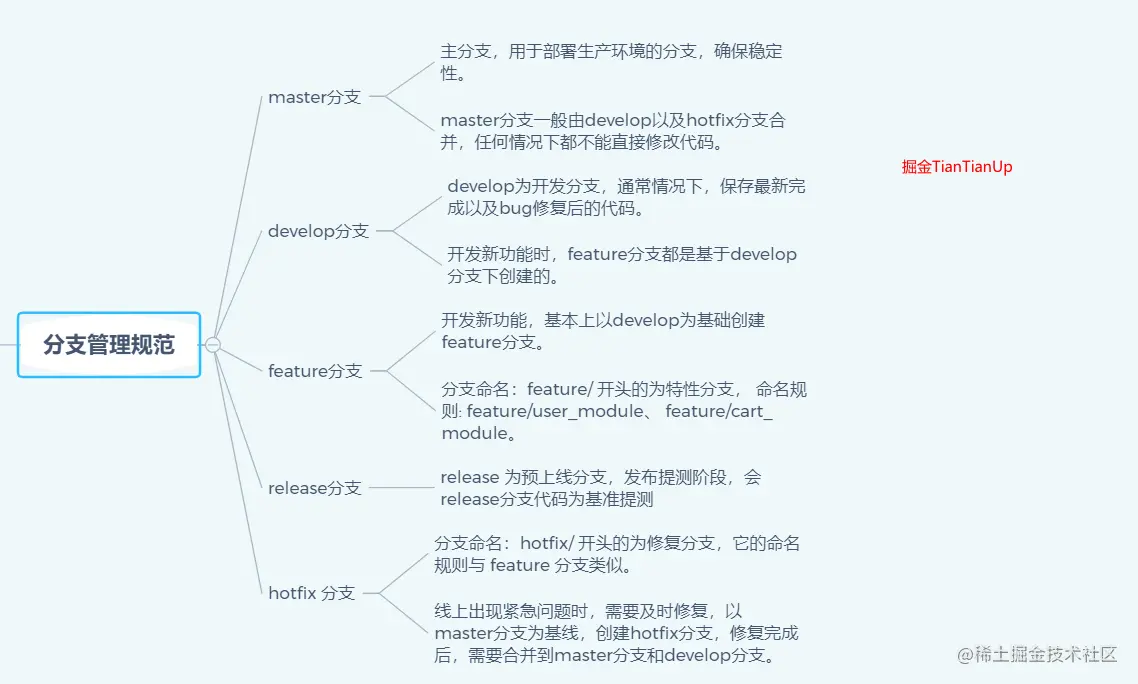 主分支，用于部署生产环境的分支，确保稳定
性。
master分支
master分支一般由develop以及hotfix分支合
并，任何情况下都不能直接修改代码。
掘金TianTianUp
develop为开发分支，通常情况下，保存最新完
成以及bug修复后的代码。
develop分支
开发新功能时，feature分支都是基于develop
分支下创建的。
分支管理规范
开发新功能，基本上以develop为基础创建
feature分支。
feature分支
分支命名：feature/ 开头的为特性分支， 命名规
则: feature/user_module、 feature/cart_
module。
release分支
release 为预上线分支，发布提测阶段，会
release分支代码为基准提测
分支命名：hotfix/ 开头的为修复分支，它的命名
规则与 feature 分支类似。
hotfix 分支
线上出现紧急问题时，需要及时修复，以
master分支为基线，创建hotfix分支，修复完成
后，需要合并到master分支和develop分支。
@稀土掘金技术社区